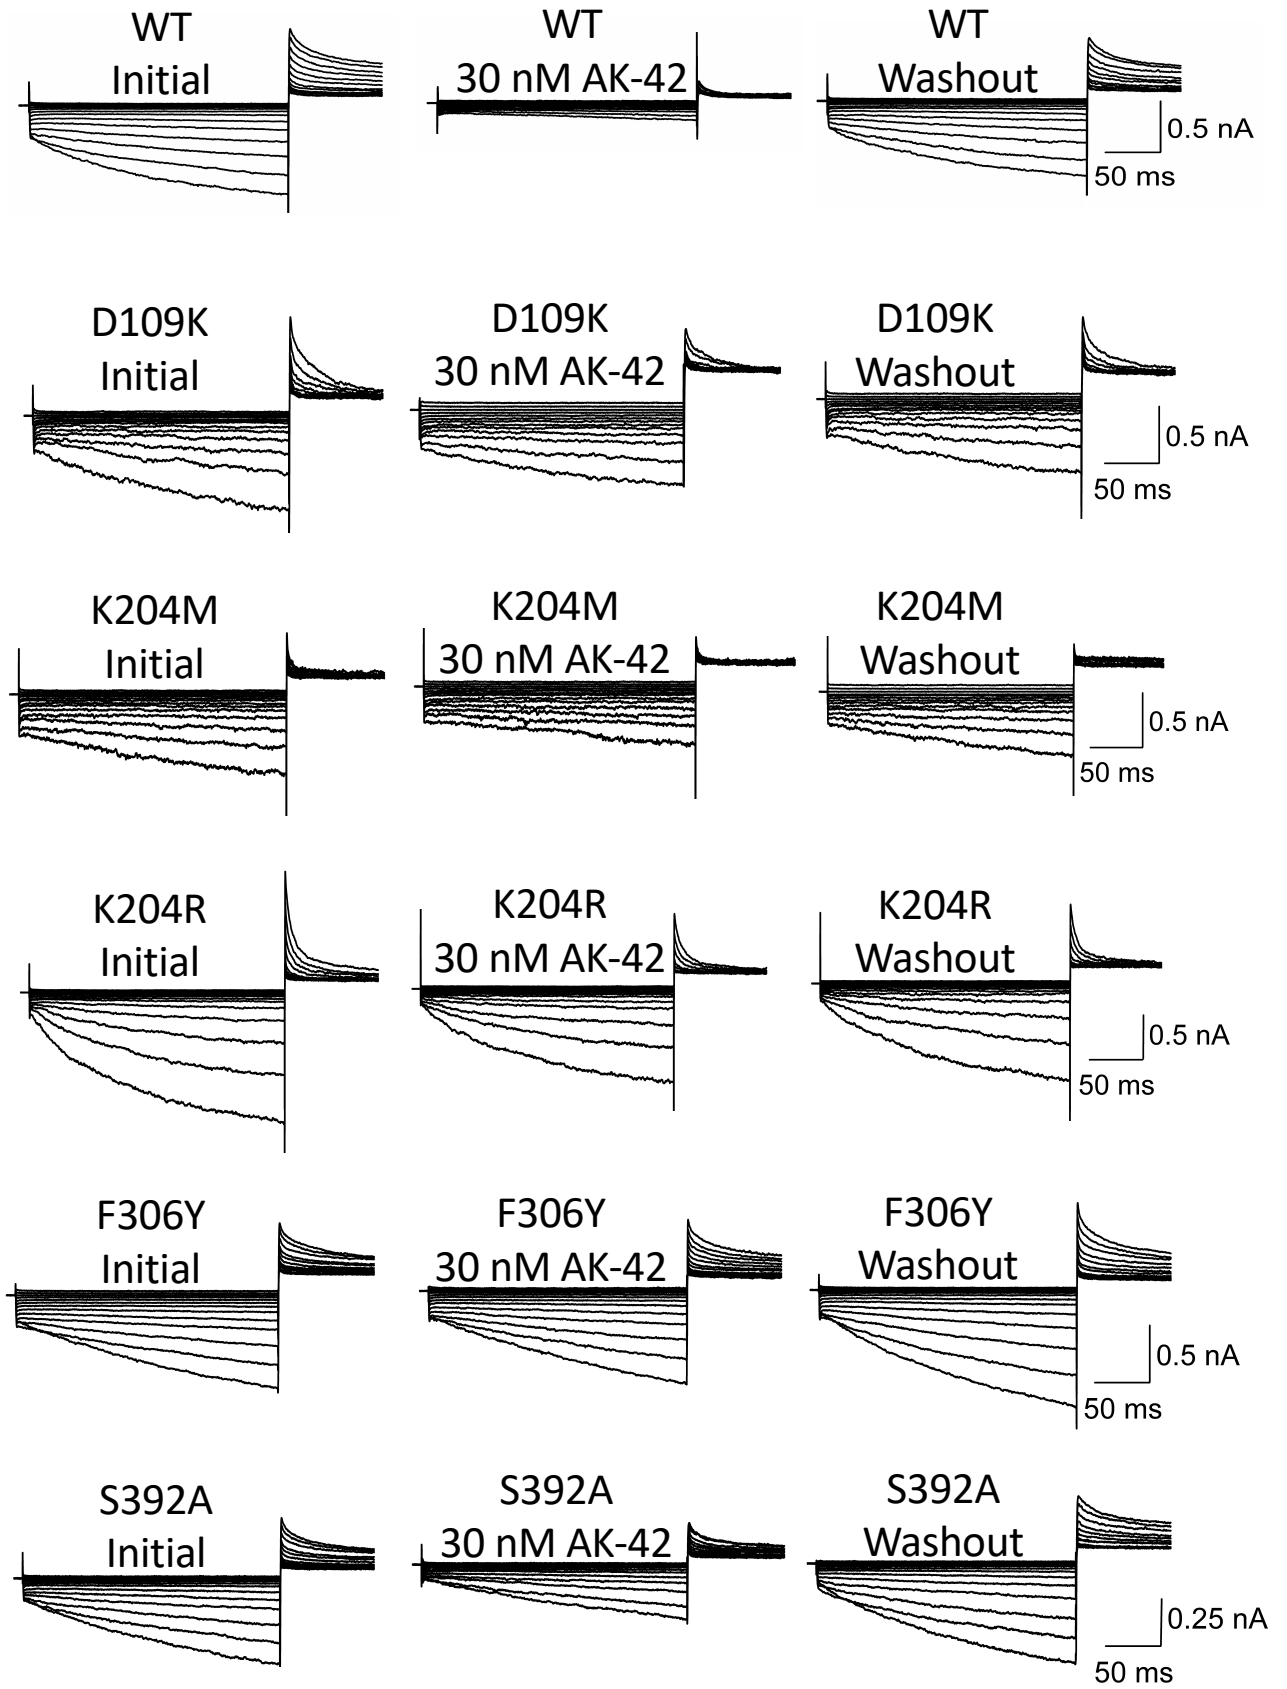 WT
Initial
WT
30 nM AK-42
WT
Washout
0.5 nA
50 ms
D109K
Initial
D109K
30 nM AK-42
D109K
Washout
0.5 nA
50 ms
K204M
Initial
K204M
30 nM AK-42
K204M
Washout
0.5 nA
50 ms
K204R
Initial
K204R
30 nM AK-42
K204R
Washout
0.5 nA
50 ms
F306Y
Initial
F306Y
30 nM AK-42
F306Y
Washout
0.5 nA
50 ms
S392A
Initial
S392A
30 nM AK-42
S392A
Washout
0.25 nA
50 ms